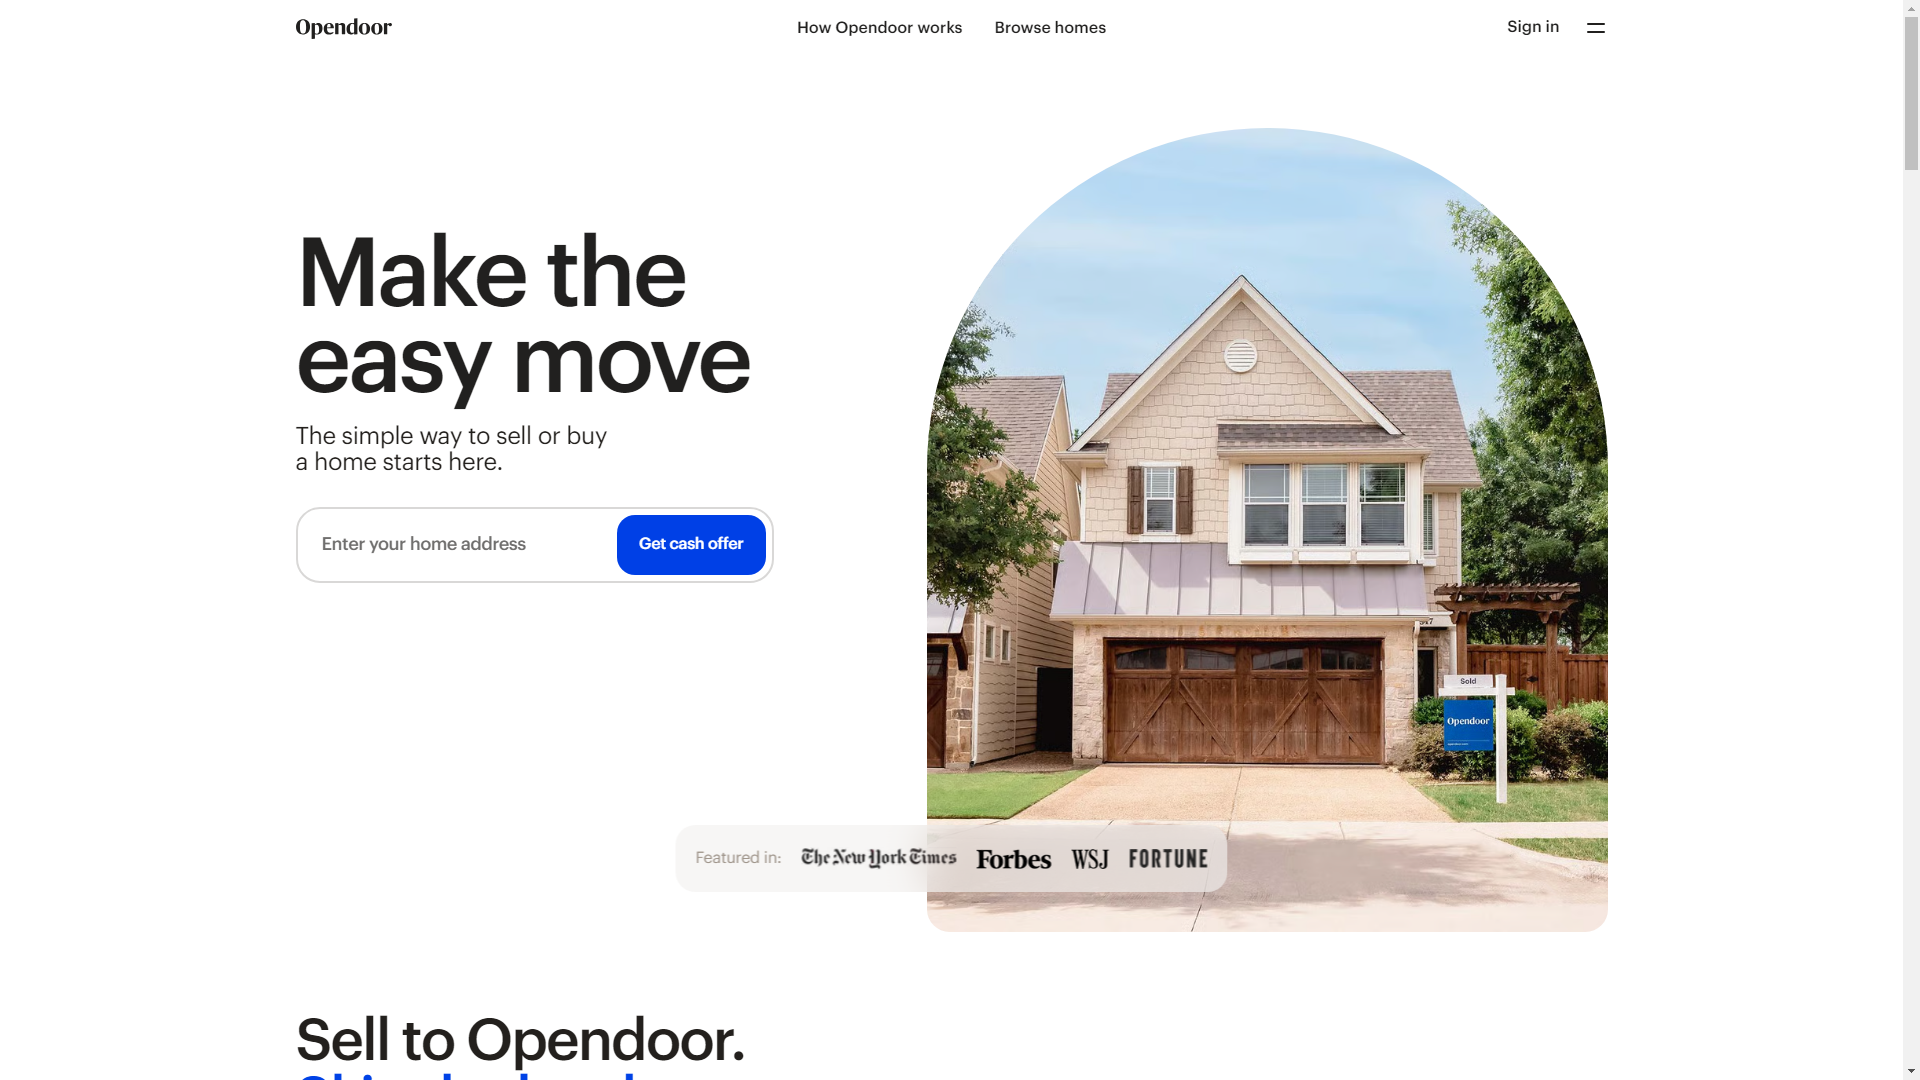 Opendoor
How Opendoor works
Browse homes
Sign in
Make the
easy move
The simple way to sell or buy
a home starts here.
Enter your home address
Get cash offer
Sold
Opendoor
Featured in:
The New York Times
Forbes
WSJ
FORTUNE
Sell to Opendoor.